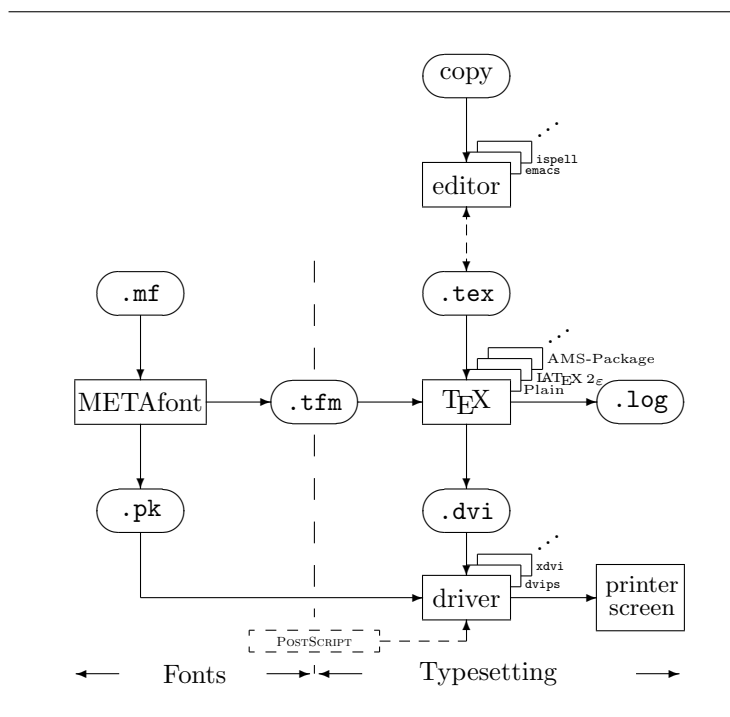 copy
ispell
emacs
editor
.mf
.tex
AMS-Package
LATEX 2ε
Plain
METAfont
.tfm
TEX
.log
.pk
.dvi
xdvi
dvips
driver
printer
screen
POSTSCRIPT
Fonts
Typesetting